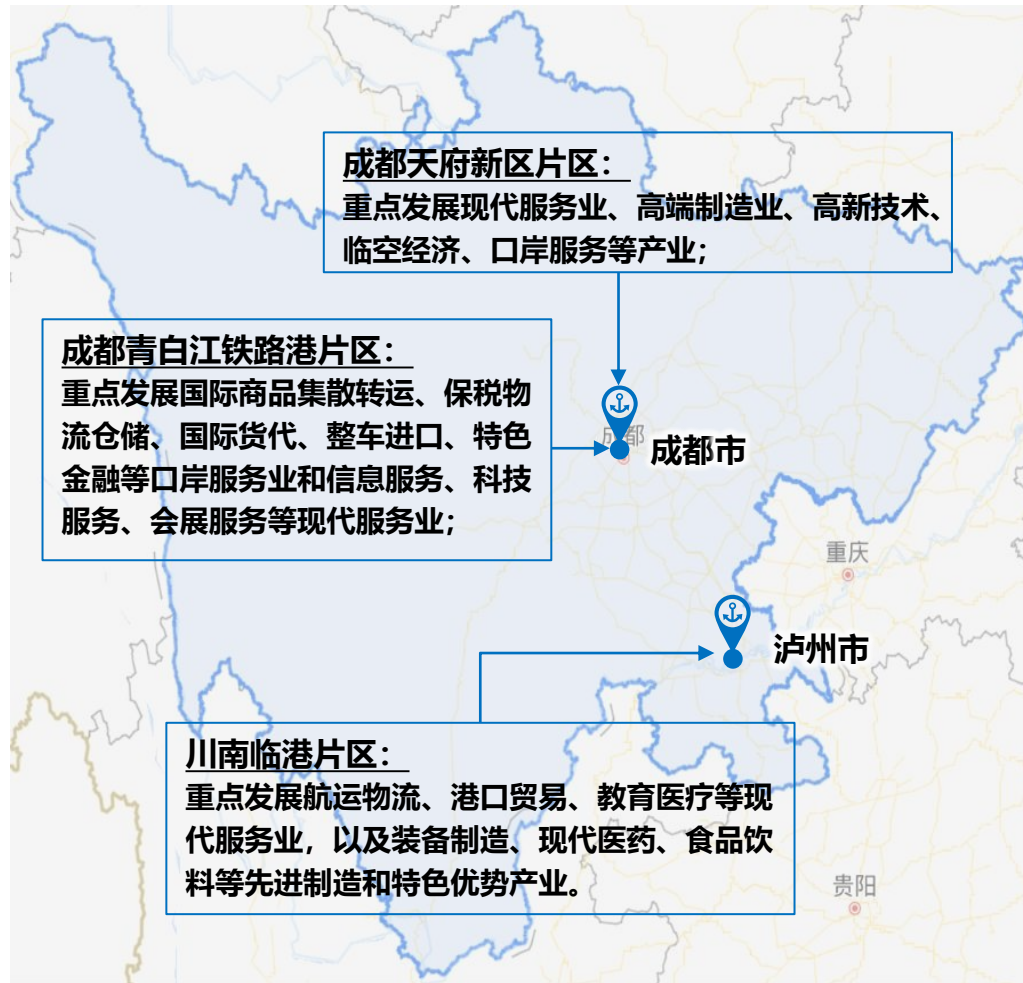 成都天府新区片区：
重点发展现代服务业、高端制造业、高新技术、
临空经济、口岸服务等产业；
成都青白江铁路港片区：
重点发展国际商品集散转运、保税物
流仓储、国际货代、整车进口、特色
金融等口岸服务业和信息服务、科技
服务、会展服务等现代服务业；
成都
成都市
重庆
泸州市
川南临港片区：
重点发展航运物流、港口贸易、教育医疗等现
代服务业，以及装备制造、现代医药、食品饮
料等先进制造和特色优势产业。
贵阳